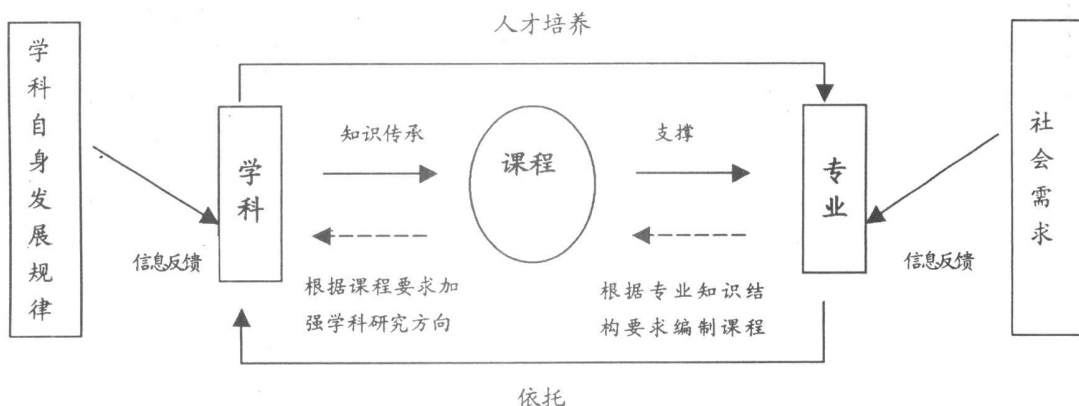 人才培养
学科自身发展规律
学科
知识传承
课程
支撑
专业
社会需求
信息反馈
根据课程要求加
强学科研究方向
根据专业知识结
构要求编制课程
信息反馈
依托